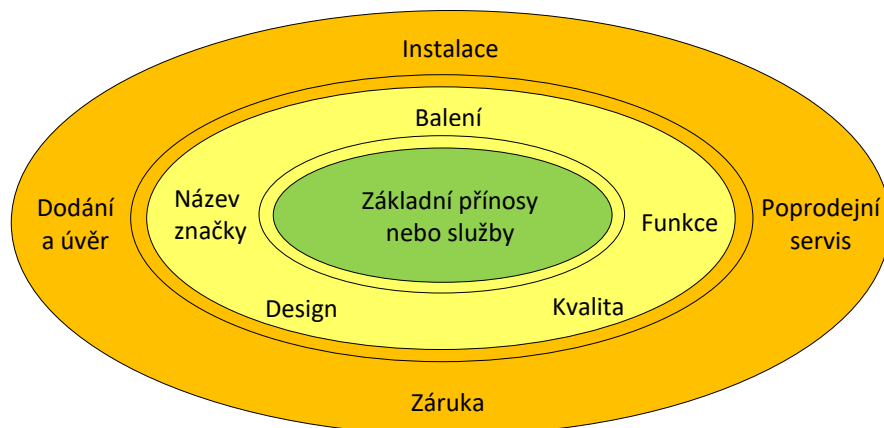 Instalace
Balení
Název
značky
Základní přínosy
nebo služby
Funkce
Dodání
a úvěr
Poprodejní
servis
Design
Kvalita
Záruka